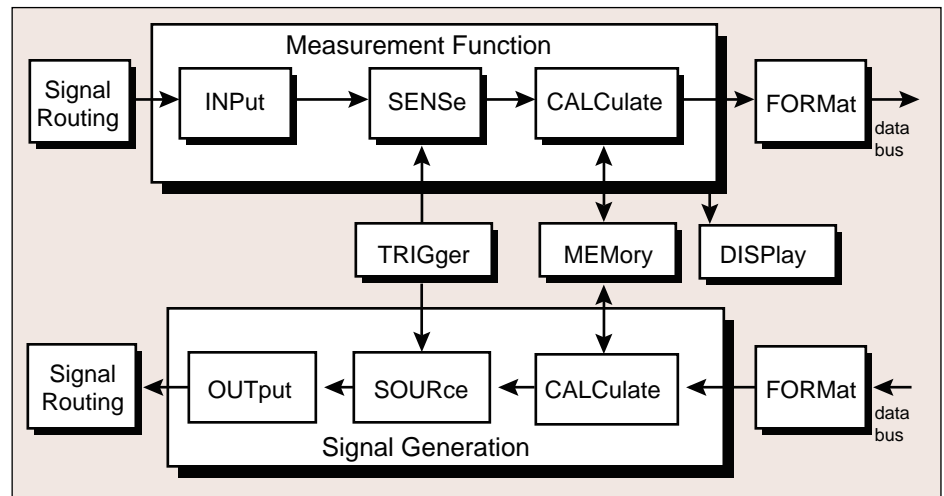 Measurement Function
Signal
Routing
INPut
SENSe
CALCulate
FORMat
data
bus
TRIGger
MEMory
DISPlay
Signal
Routing
OUTput
SOURce
CALCulate
FORMat
data
bus
Signal Generation